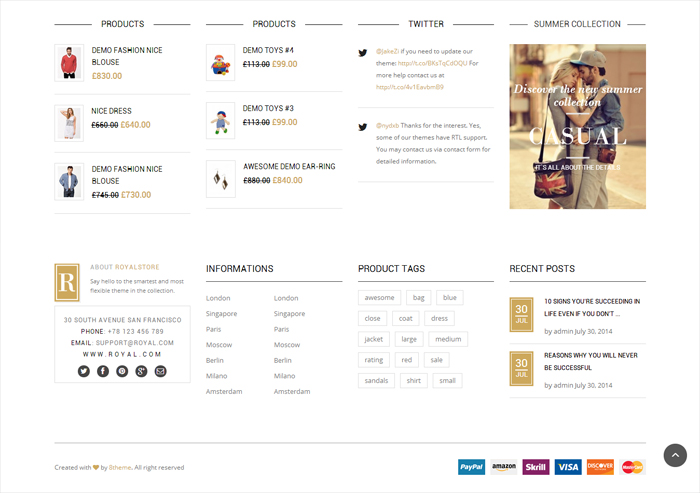 PRODUCTS
DEMO FASHION NICE
BLOUSE
£830.00
NICE DRESS
£660.00 £640.00
DEMO FASHION NICE
BLOUSE
£745.00 £730.00
PRODUCTS
DEMO TOYS #4
£113.00 £99.00
DEMO TOYS #3
£113.00 £99.00
AWESOME DEMO EAR-RING
£880.00 £840.00
TWITTER
@JakeZi if you need to update our
theme: http://t.co/BKsTqCdOQU For
more help contact us at
http://t.co/4v1EavbmB9
@nyidxb Thanks for the interest. Yes,
some of our themes have RTL support.
You may contact us via contact form for
detailed information.
SUMMER COLLECTION
Discover the new summer
collection
CASUAL
IT'S ALL ABOUT THE DETAILS
R
ABOUT ROYALSTORE
Say hello to the smartest and most
flexible theme in the collection.
30 SOUTH AVENUE SAN FRANCISCO
PHONE: +78 123 456 789
EMAIL: SUPPORT@ROYAL.COM
WWW.ROYAL.COM
INFORMATIONS
London London
Singapore Singapore
Paris Paris
Moscow Moscow
Berlin Berlin
Milano Milano
Amsterdam Amsterdam
PRODUCT TAGS
awesome bag blue
close coat dress
jacket large medium
rating red sale
sandals shirt small
RECENT POSTS
30
JUL
10 SIGNS YOU'RE SUCCEEDING IN
LIFE EVEN IF YOU DON'T ...
by admin July 30, 2014
30
JUL
REASONS WHY YOU WILL NEVER
BE SUCCESSFUL
by admin July 30, 2014
Created with by 8theme. All right reserved
PayPal amazon Skrill VISA DISCOVER MasterCard